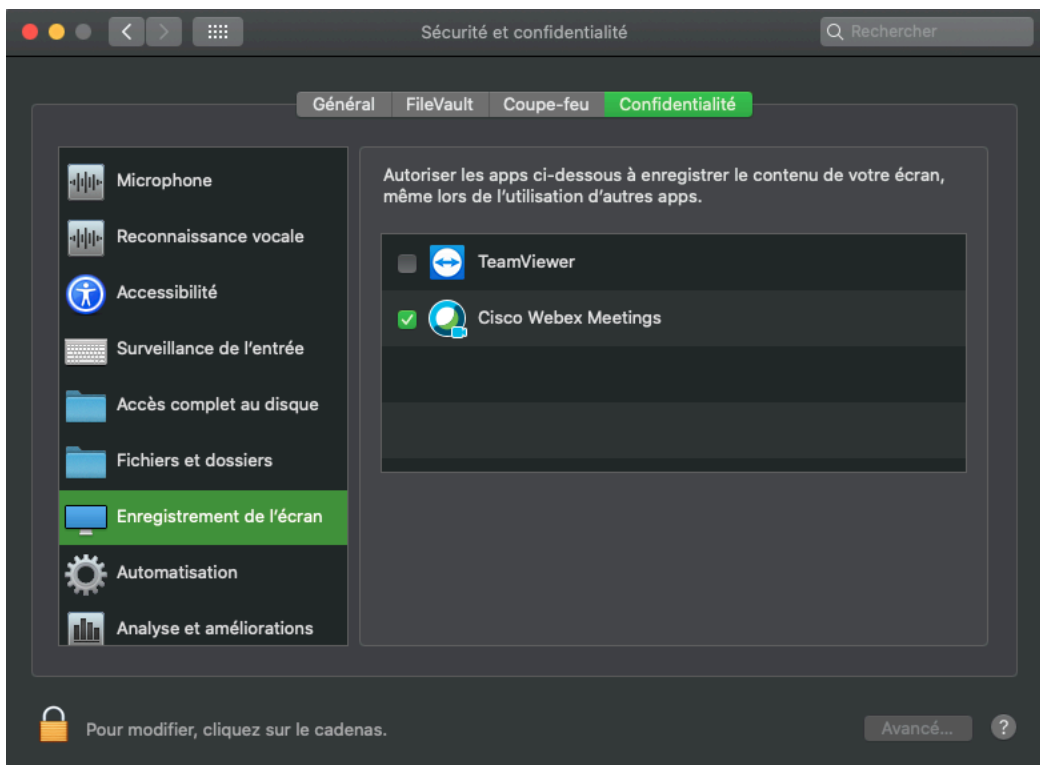 Sécurité et confidentialité
Rechercher
Général
FileVault
Coupe-feu
Confidentialité
Microphone
Reconnaissance vocale
Accessibilité
Surveillance de l’entrée
Accès complet au disque
Fichiers et dossiers
Enregistrement de l’écran
Automatisation
Analyse et améliorations
Autoriser les apps ci-dessous à enregistrer le contenu de votre écran,
même lors de l’utilisation d’autres apps.
TeamViewer
Cisco Webex Meetings
Pour modifier, cliquez sur le cadenas.
Avancé...
?